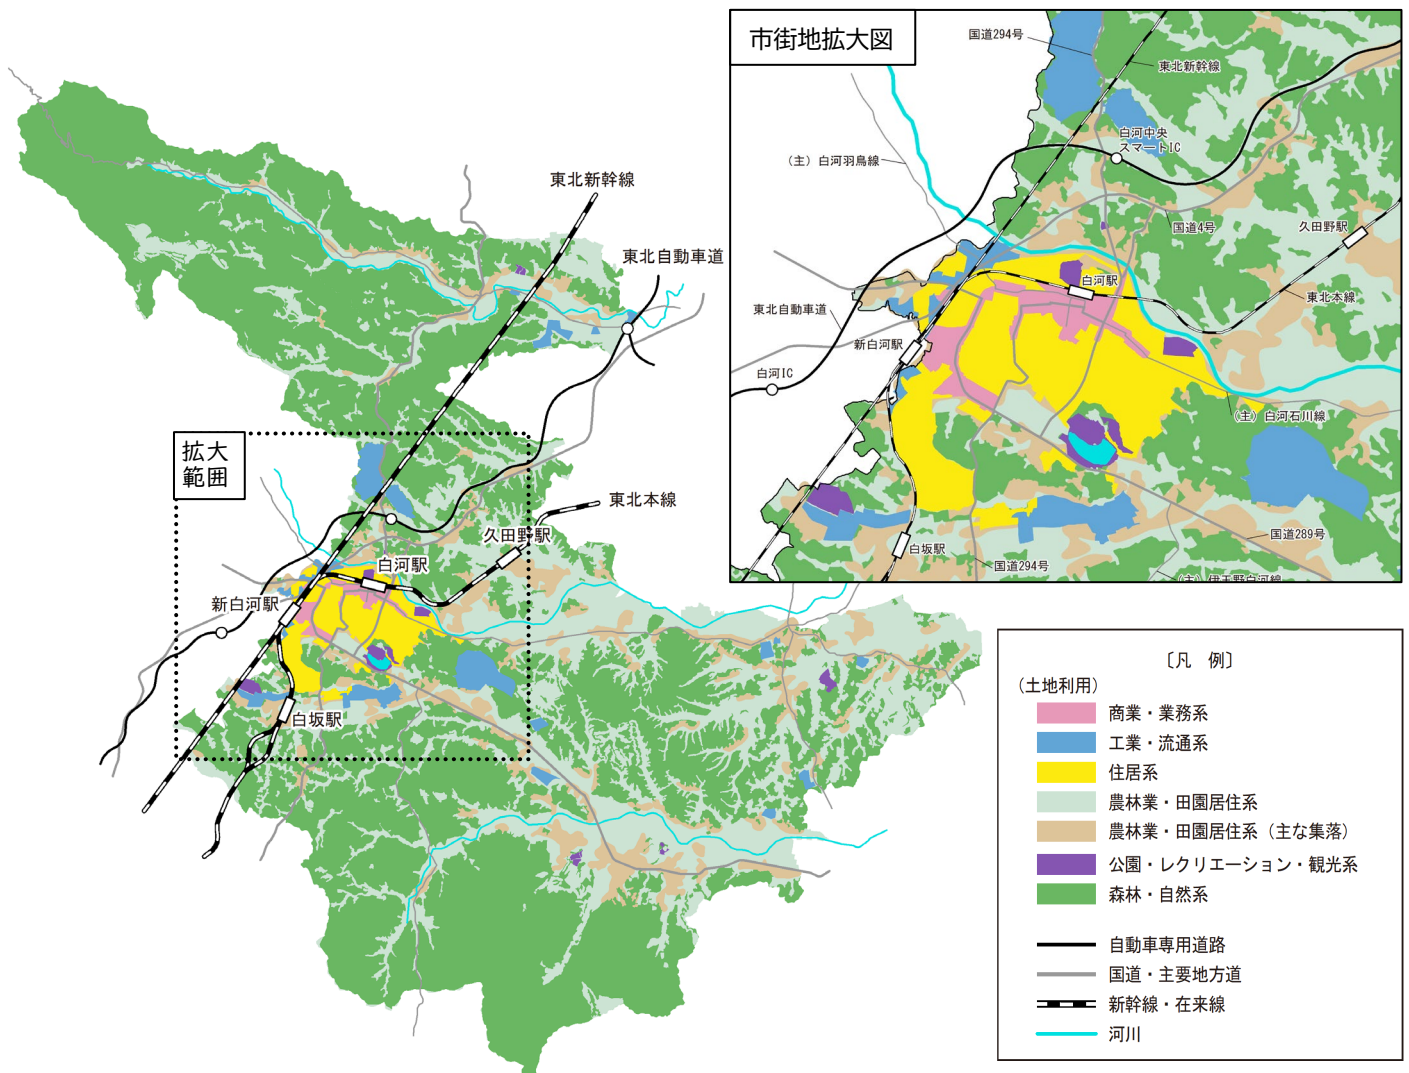 東北新幹線
東北自動車道
拡大
範囲
東北本線
久田野駅
白河駅
新白河駅
白坂駅
市街地拡大図
国道294号
東北新幹線
白河中央
スマートIC
(主)白河羽鳥線
国道4号
久田野駅
白河駅
東北本線
東北自動車道
新白河駅
白河IC
(主)白河石川線
国道289号
白坂駅
国道294号
(主)伊王野白河線
〔凡 例〕
(土地利用)
商業・業務系
工業・流通系
住居系
農林業・田園居住系
農林業・田園居住系(主な集落)
公園・レクリエーション・観光系
森林・自然系
自動車専用道路
国道・主要地方道
新幹線・在来線
河川